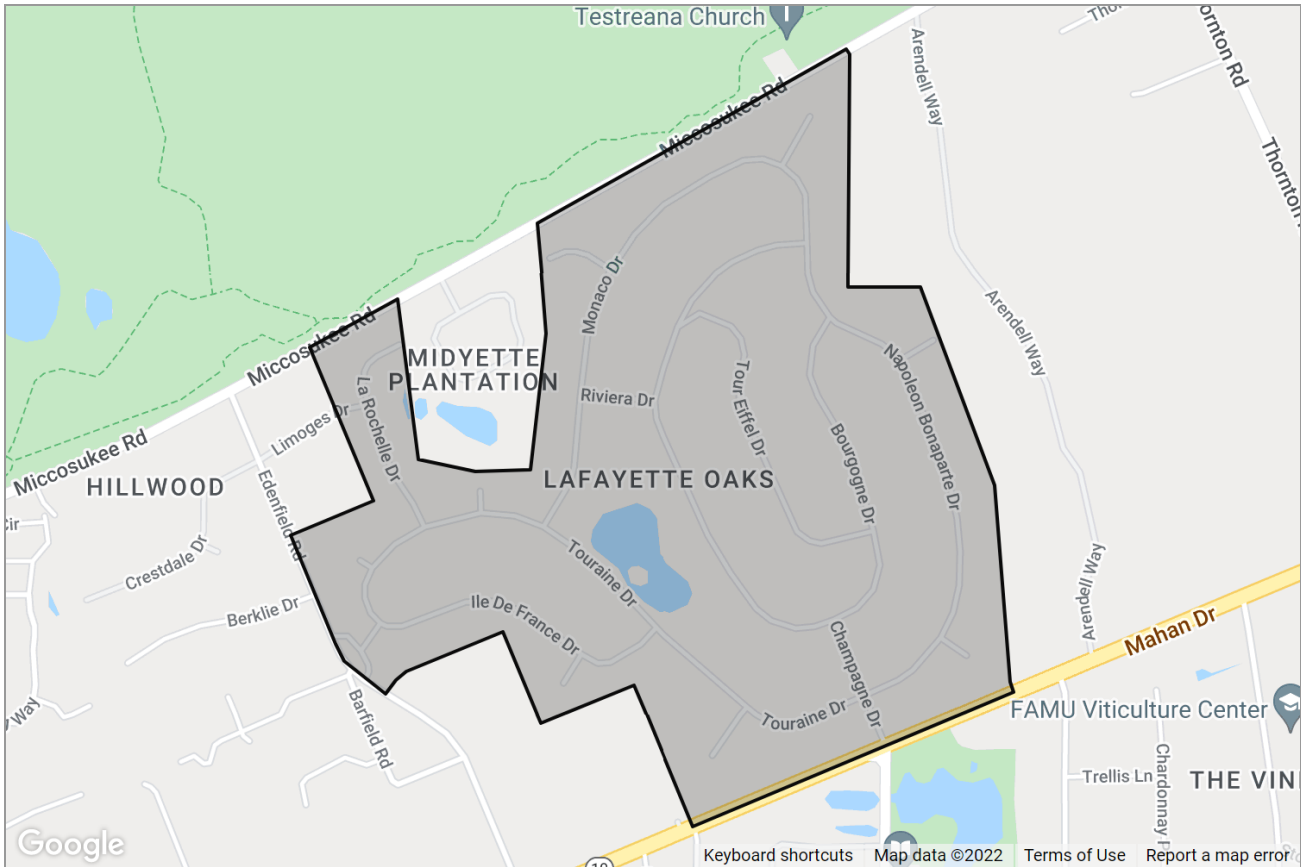 Testreana Church
Thornton Rd
Arendell Way
Miccosukee Rd
Thornton
Arendell Way
Monaco Dr
Miccosukee Rd
MIDYETTE
PLANTATION
La Rochelle Dr
Limoges Dr
Riviera Dr
Tour Eiffel Dr
Napoleon Bonaparte Dr
Bourgogne Dr
Miccosukee Rd
HILLWOOD
LAFAYETTE OAKS
Edenfield Rd
Cir
Crestdale Dr
Touraine Dr
Berklie Dr
Ile De France Dr
Arendell Way
Mahan Dr
Champagne Dr
Way
Barfield Rd
Touraine Dr
FAMU Viticulture Center
Trellis Ln
Chardonnay P
THE VIN
Google
Keyboard shortcuts
Map data ©2022
Terms of Use
Report a map error